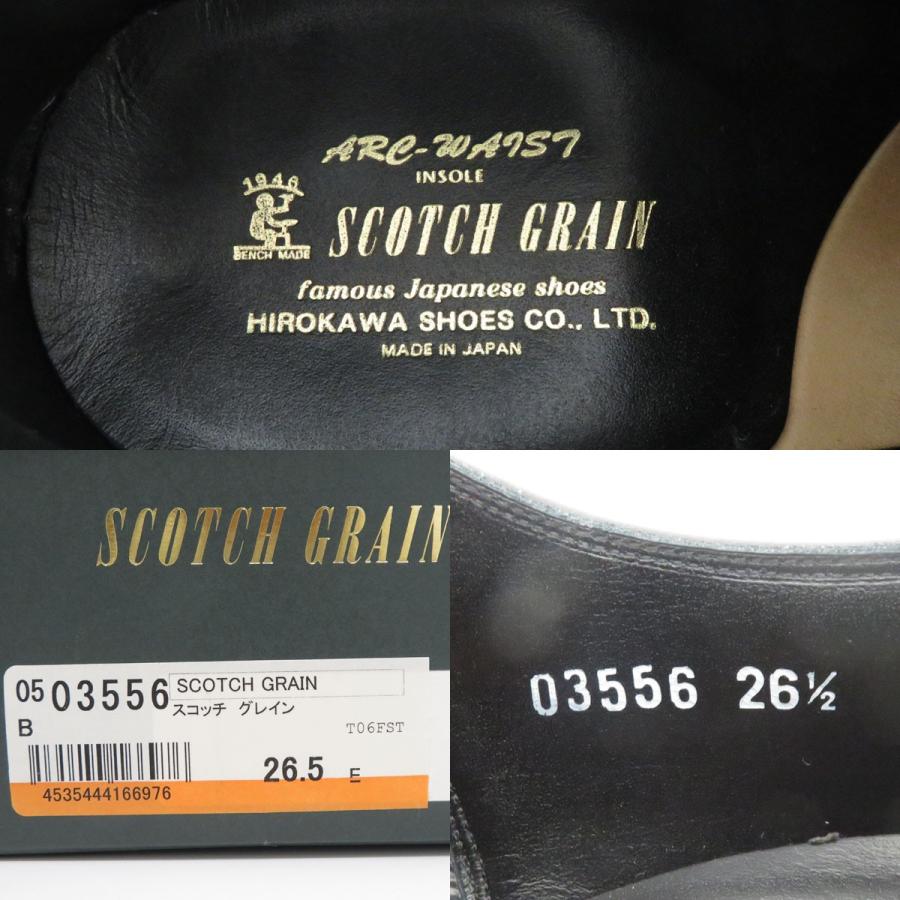 ARC-WAIST
INSOLE
1946
BENCH MADE
SCOTCH GRAIN
famous Japanese shoes
HIROKAWA SHOES CO., LTD.
MADE IN JAPAN
SCOTCH GRAIN
05 03556 SCOTCH GRAIN
B
スコッチ グレイン
T06FST
26.5 E
4535444166976
03556 26½